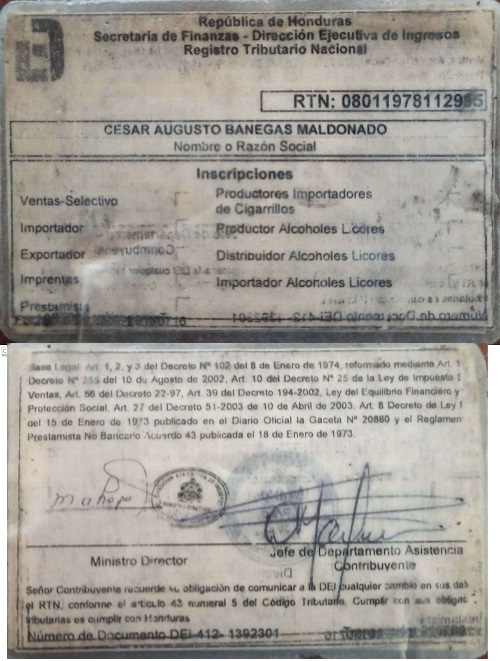 República de Honduras
Secretaria de Finanzas - Dirección Ejecutiva de Ingresos
Registro Tributario Nacional
RTN: 08011978112965
CESAR AUGUSTO BANEGAS MALDONADO
Nombre o Razón Social
Inscripciones
Ventas-Selectivo
Productores Importadores
de Cigarrillos
Importador
Productor Alcoholes Licores
Exportador
Distribuidor Alcoholes Licores
Imprentas
Importador Alcoholes Licores
Prestamista
Base Legal: Art. 1, 2, y 3 del Decreto N° 102 del 8 de Enero de 1974, reformado mediante Art. 1
Decreto N° 255 del 10 de Agosto de 2002, Art. 10 del Decreto N° 25 de la Ley de Impuesto
Ventas, Art. 56 del Decreto 22-97, Art. 39 del Decreto 194-2002, Ley del Equilibrio Financiero y
Protección Social, Art. 27 del Decreto 51-2003 de 10 de Abril de 2003. Art. 8 Decreto de Ley
del 15 de Enero de 1973 publicado en el Diario Oficial la Gaceta N° 20880 y el Reglamen
Prestamista No Bancario Acuerdo 43 publicada el 18 de Enero de 1973.
Ministro Director
Jefe de Departamento Asistencia
Contribuyente
Señor Contribuyente recuerde su obligación de comunicar a la DEI cualquier cambio en sus dat
el RTN, conforme el articulo 43 numeral 5 del Código Tributario. Cumplir con sus obligac
tributarias es cumplir con Honduras
Número de Documento DEI-412- 1392301